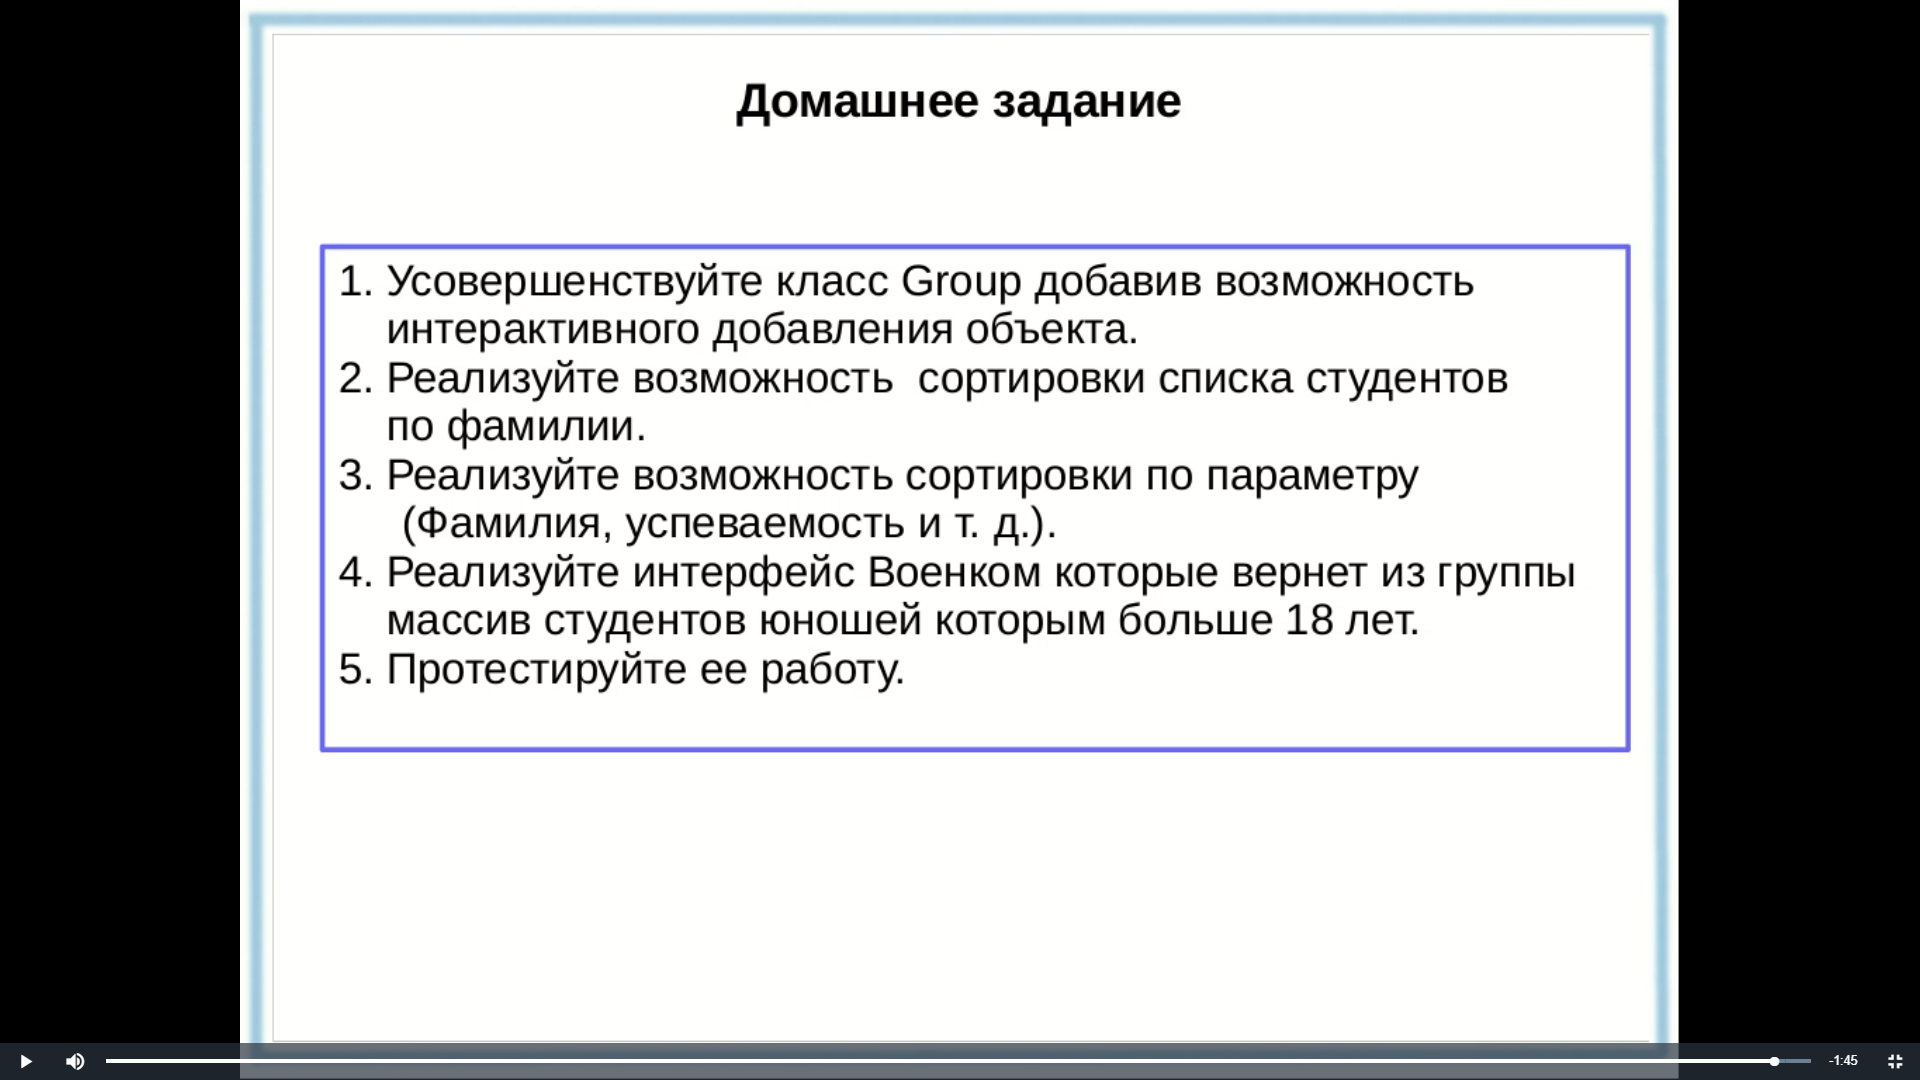 Домашнее задание
1. Усовершенствуйте класс Group добавив возможность
интерактивного добавления объекта.
2. Реализуйте возможность  сортировки списка студентов
по фамилии.
3. Реализуйте возможность сортировки по параметру
(Фамилия, успеваемость и т. д.).
4. Реализуйте интерфейс Военком которые вернет из группы
массив студентов юношей которым больше 18 лет.
5. Протестируйте ее работу.
-1:45